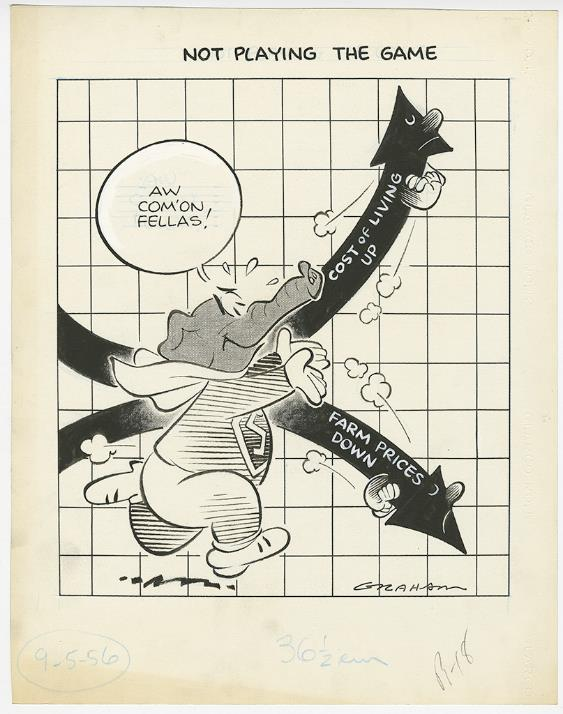 NOT PLAYING THE GAME
AW
COM'ON,
FELLAS!
COST of LIVING
UP
FARM PRICES
DOWN
GRAHAM
9-5-56
36½ em